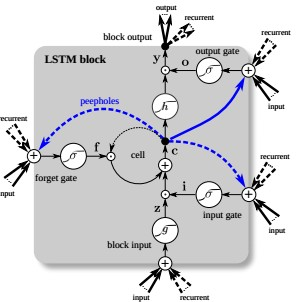 output
recurrent
block output
recurrent
LSTM block
output gate
y
o
σ
+
input
h
peepholes
recurrent
recurrent
f
cell
c
+
σ
+
forget gate
i
σ
+
input
z
input gate
g
input
block input
+
input
recurrent